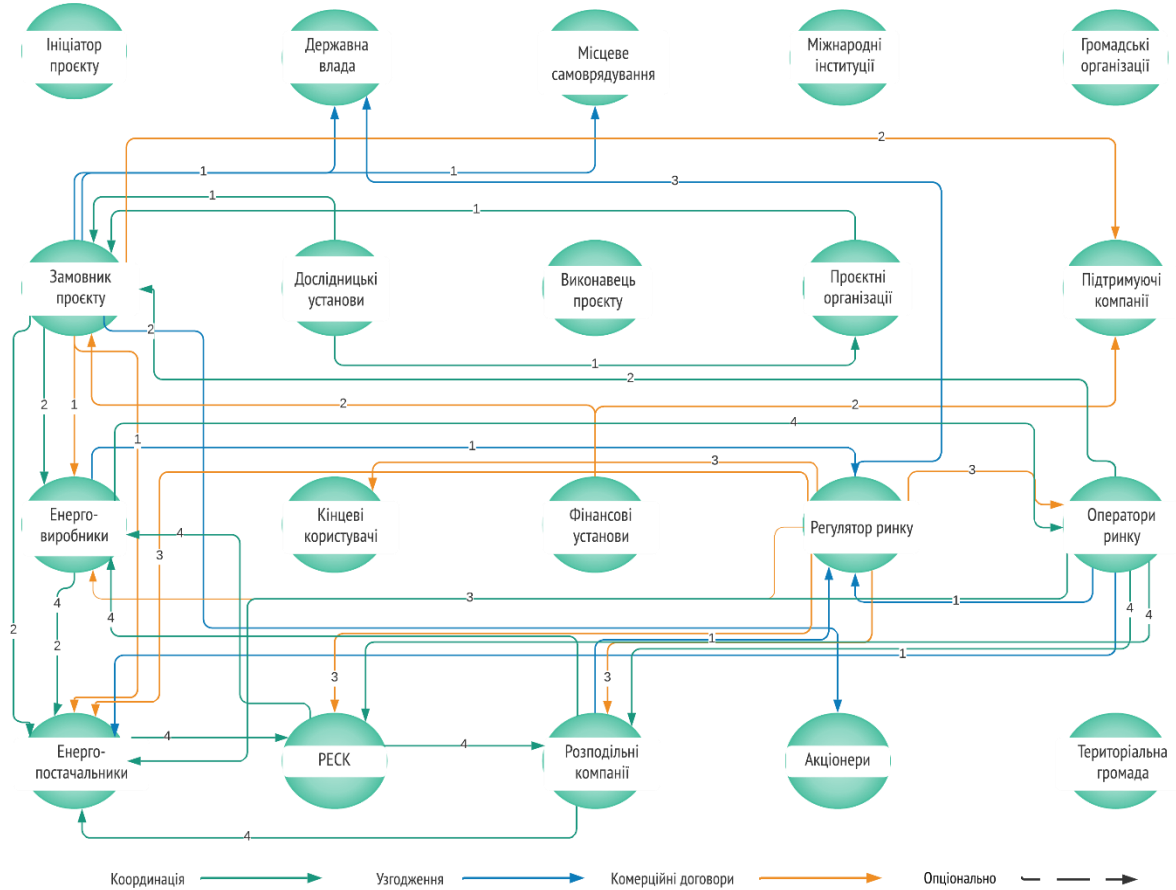 Ініціатор
проєкту
Державна
влада
Місцеве
самоврядування
Міжнародні
інституції
Громадські
організації
2
1
1
3
1
1
Замовник
проєкту
Дослідницькі
установи
Виконавець
проєкту
Проєктні
організації
Підтримуючі
компанії
2
1
2
2
1
2
2
4
1
1
3
3
Енерго-
виробники
Кінцеві
користувачі
Фінансові
установи
Регулятор ринку
Оператори
ринку
4
3
4
3
1
4
4
4
2
2
1
1
3
3
Енерго-
постачальники
4
РЕСК
4
Розподільні
компанії
Акціонери
Територіальна
громада
4
Координація
Узгодження
Комерційні договори
Опціонально